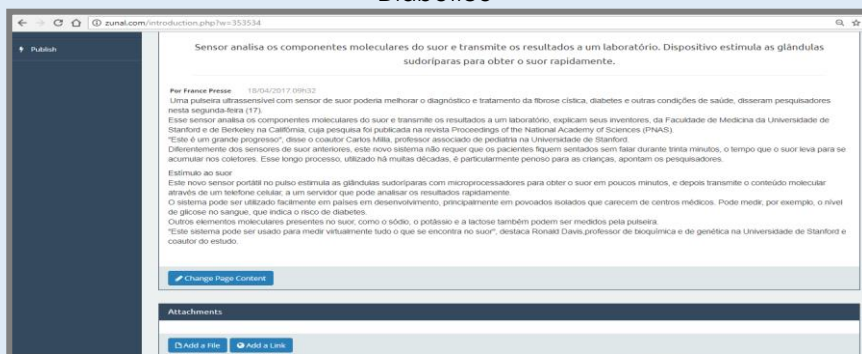 zunal.com/introduction.php?w=353534
Publish
Sensor analisa os componentes moleculares do suor e transmite os resultados a um laboratório. Dispositivo estimula as glândulas
sudoríparas para obter o suor rapidamente.
Por France Presse 18/04/2017 09h32
Uma pulseira ultrassensível com sensor de suor poderia melhorar o diagnóstico e tratamento da fibrose cística, diabetes e outras condições de saúde, disseram pesquisadores
nesta segunda-feira (17).
Esse sensor analisa os componentes moleculares do suor e transmite os resultados a um laboratório, explicam seus inventores, da Faculdade de Medicina da Universidade de
Stanford e de Berkeley na Califórnia, cuja pesquisa foi publicada na revista Proceedings of the National Academy of Sciences (PNAS).
"Este é um grande progresso", disse o coautor Carlos Milla, professor associado de pediatria na Universidade de Stanford.
Diferentemente dos sensores de suor anteriores, este novo sistema não requer que os pacientes fiquem sentados sem falar durante trinta minutos, o tempo que o suor leva para se
acumular nos coletores. Esse longo processo, utilizado há muitas décadas, é particularmente penoso para as crianças, apontam os pesquisadores.
Estímulo ao suor
Este novo sensor portátil no pulso estimula as glândulas sudoríparas com microprocessadores para obter o suor em poucos minutos, e depois transmite o conteúdo molecular
através de um telefone celular, a um servidor que pode analisar os resultados rapidamente.
O sistema pode ser utilizado facilmente em países em desenvolvimento, principalmente em povoados isolados que carecem de centros médicos. Pode medir, por exemplo, o nível
de glicose no sangue, que indica o risco de diabetes.
Outros elementos moleculares presentes no suor, como o sódio, o potássio e a lactose também podem ser medidos pela pulseira.
"Este sistema pode ser usado para medir virtualmente tudo o que se encontra no suor", destaca Ronald Davis,professor de bioquímica e de genética na Universidade de Stanford e
coautor do estudo.
Change Page Content
Attachments
Add a File Add a Link